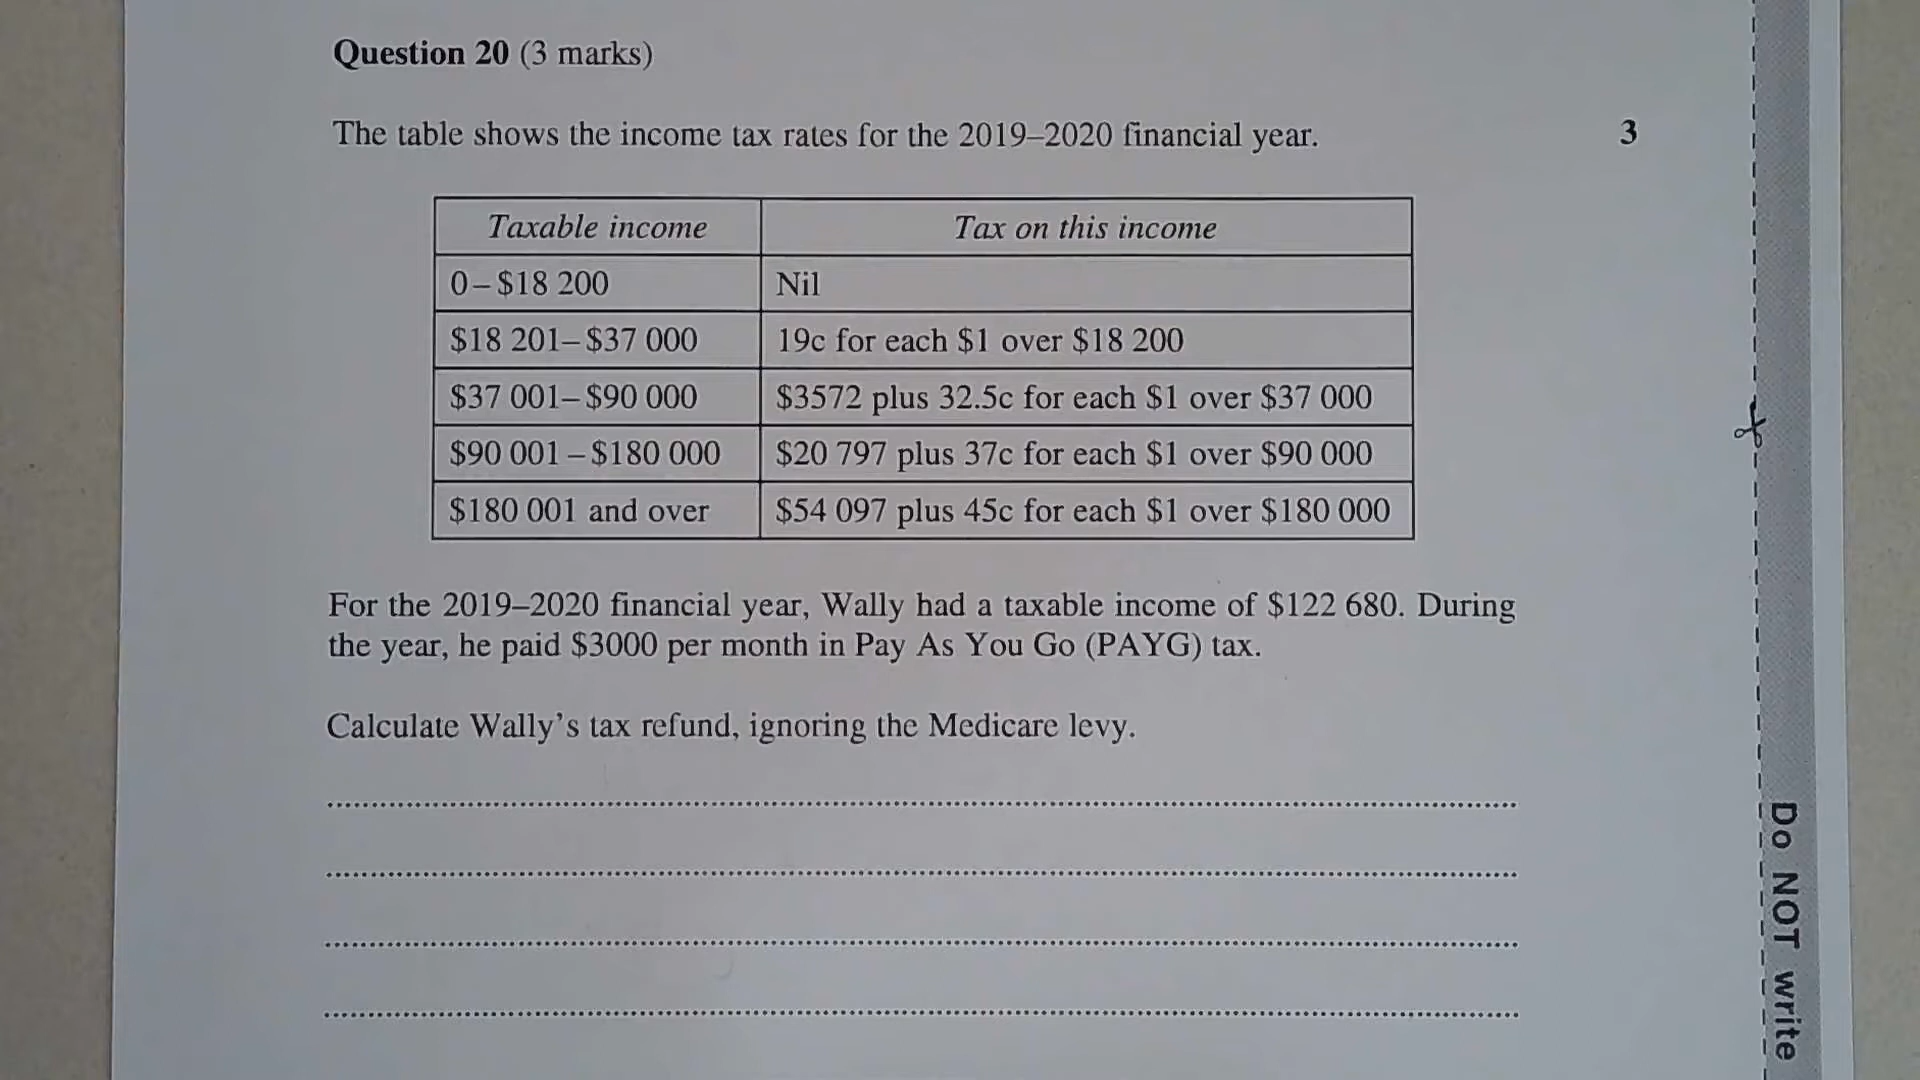 Question 20 (3 marks)
The table shows the income tax rates for the 2019–2020 financial year. 3
Taxable income Tax on this income
0–$18 200 Nil
$18 201–$37 000 19c for each $1 over $18 200
$37 001–$90 000 $3572 plus 32.5c for each $1 over $37 000
$90 001–$180 000 $20 797 plus 37c for each $1 over $90 000
$180 001 and over $54 097 plus 45c for each $1 over $180 000
For the 2019–2020 financial year, Wally had a taxable income of $122 680. During
the year, he paid $3000 per month in Pay As You Go (PAYG) tax.
Calculate Wally's tax refund, ignoring the Medicare levy.
Do NOT write